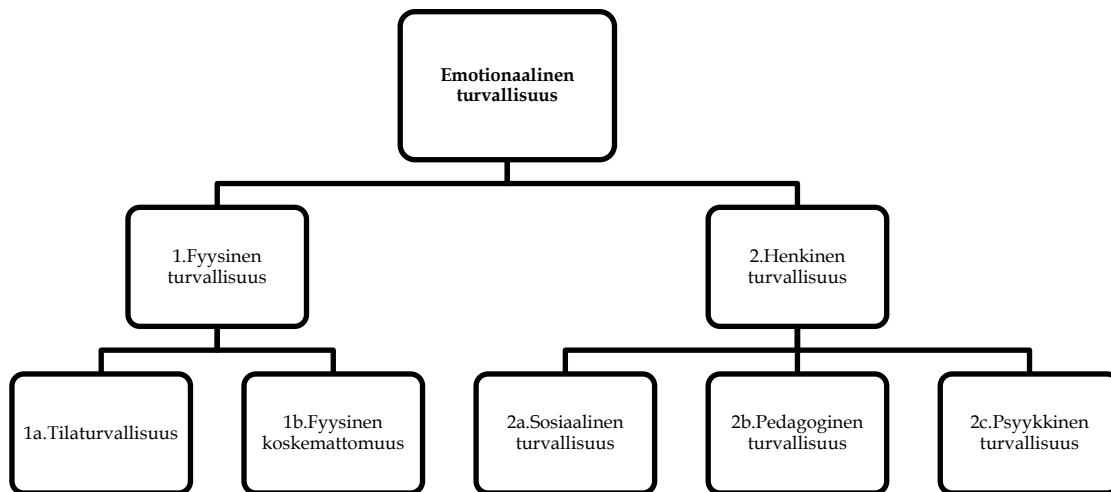 Emotionaalinen
turvallisuus
1.Fyysinen
turvallisuus
2.Henkinen
turvallisuus
1a.Tilaturvallisuus
1b.Fyysinen
koskemattomuus
2a.Sosiaalinen
turvallisuus
2b.Pedagoginen
turvallisuus
2c.Psyykkinen
turvallisuus